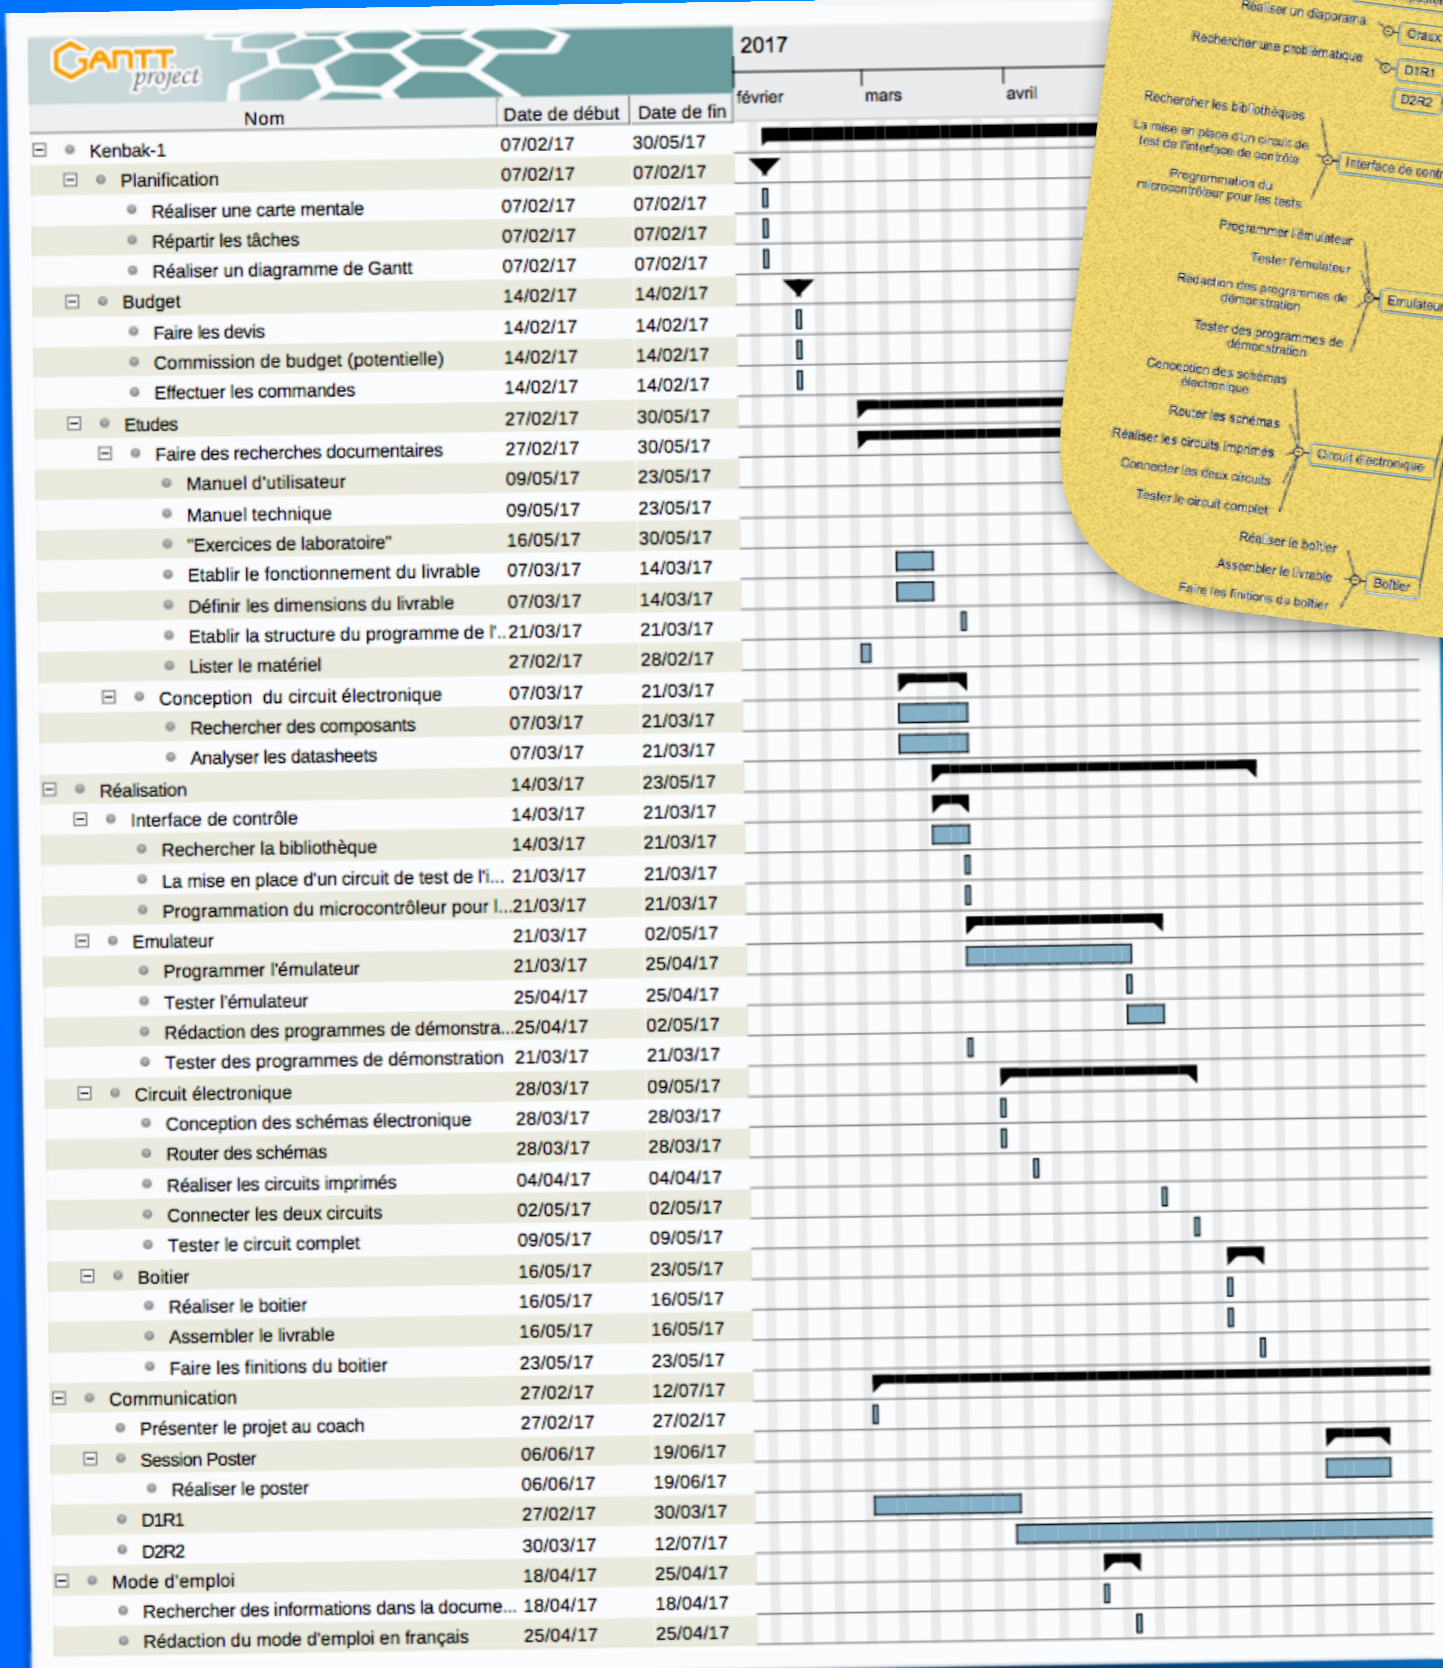 GANTT
project
2017
février mars avril
Nom Date de début Date de fin
Kenbak-1 07/02/17 30/05/17
Planification 07/02/17 07/02/17
Réaliser une carte mentale 07/02/17 07/02/17
Répartir les tâches 07/02/17 07/02/17
Réaliser un diagramme de Gantt 07/02/17 07/02/17
Budget 14/02/17 14/02/17
Faire les devis 14/02/17 14/02/17
Commission de budget (potentielle) 14/02/17 14/02/17
Effectuer les commandes 14/02/17 14/02/17
Etudes 27/02/17 30/05/17
Faire des recherches documentaires 27/02/17 30/05/17
Manuel d'utilisateur 09/05/17 23/05/17
Manuel technique 09/05/17 23/05/17
"Exercices de laboratoire" 16/05/17 30/05/17
Etablir le fonctionnement du livrable 07/03/17 14/03/17
Définir les dimensions du livrable 07/03/17 14/03/17
Etablir la structure du programme de l'.. 21/03/17 21/03/17
Lister le matériel 27/02/17 28/02/17
Conception du circuit électronique 07/03/17 21/03/17
Rechercher des composants 07/03/17 21/03/17
Analyser les datasheets 07/03/17 21/03/17
Réalisation 14/03/17 23/05/17
Interface de contrôle 14/03/17 21/03/17
Rechercher la bibliothèque 14/03/17 21/03/17
La mise en place d'un circuit de test de l'i... 21/03/17 21/03/17
Programmation du microcontrôleur pour l... 21/03/17 21/03/17
Emulateur 21/03/17 02/05/17
Programmer l'émulateur 21/03/17 25/04/17
Tester l'émulateur 25/04/17 25/04/17
Rédaction des programmes de démonstra... 25/04/17 02/05/17
Tester des programmes de démonstration 21/03/17 21/03/17
Circuit électronique 28/03/17 09/05/17
Conception des schémas électronique 28/03/17 28/03/17
Router des schémas 28/03/17 28/03/17
Réaliser les circuits imprimés 04/04/17 04/04/17
Connecter les deux circuits 02/05/17 02/05/17
Tester le circuit complet 09/05/17 09/05/17
Boitier 16/05/17 23/05/17
Réaliser le boitier 16/05/17 16/05/17
Assembler le livrable 16/05/17 16/05/17
Faire les finitions du boitier 23/05/17 23/05/17
Communication 27/02/17 12/07/17
Présenter le projet au coach 27/02/17 27/02/17
Session Poster 06/06/17 19/06/17
Réaliser le poster 06/06/17 19/06/17
D1R1 27/02/17 30/03/17
D2R2 30/03/17 12/07/17
Mode d'emploi 18/04/17 25/04/17
Rechercher des informations dans la docume... 18/04/17 18/04/17
Rédaction du mode d'emploi en français 25/04/17 25/04/17
Réaliser un diaporama
Oraux
Rechercher une problématique
D1R1
D2R2
Rechercher les bibliothèques
La mise en place d'un circuit de
test de l'interface de contrôle
Programmation du
microcontrôleur pour les tests
Interface de contr
Programmer l'émulateur
Tester l'émulateur
Rédaction des programmes de
démonstration
Tester des programmes de
démonstration
Emulateur
Conception des schémas
électronique
Router les schémas
Réaliser les circuits imprimés
Connecter les deux circuits
Tester le circuit complet
Circuit électronique
Réaliser le boîtier
Assembler le livrable
Faire les finitions du boîtier
Boîtier